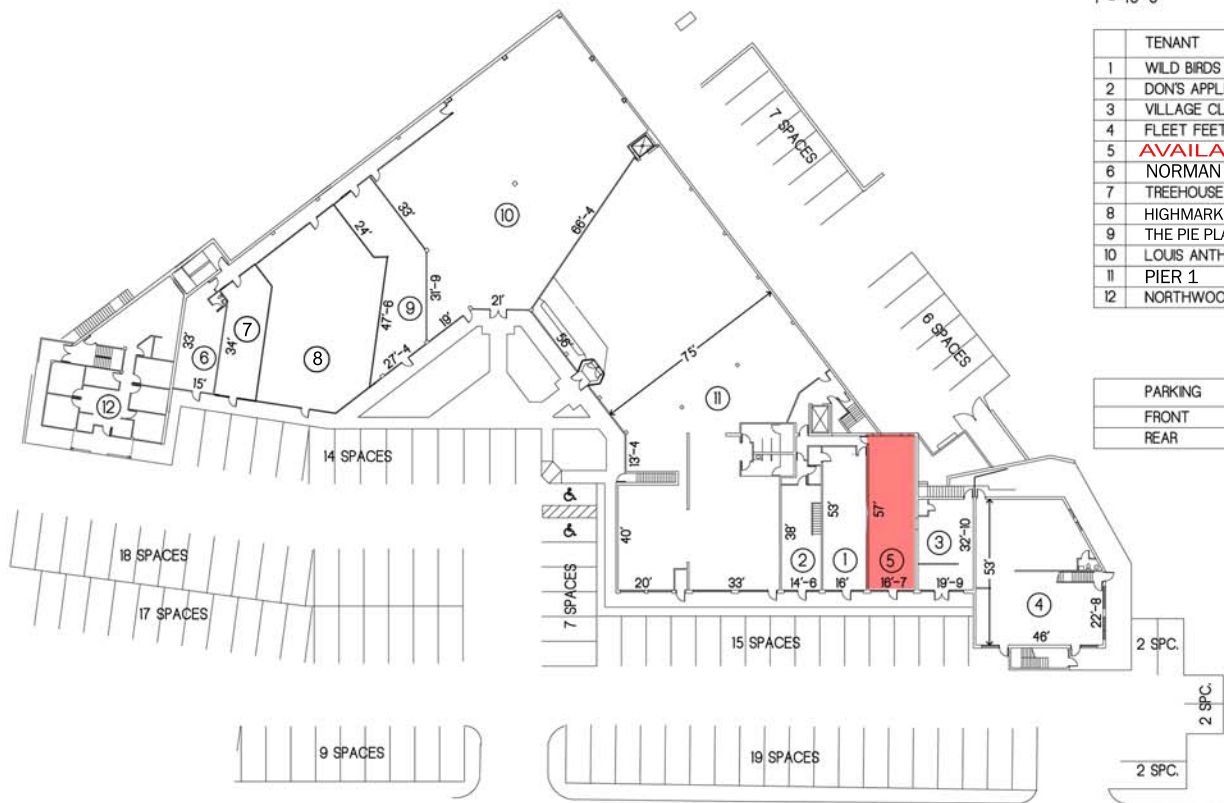 TENANT
1 WILD BIRDS
2 DON'S APPL
3 VILLAGE CL
4 FLEET FEET
5 AVAILA
6 NORMAN
7 TREEHOUSE
8 HIGHMARK
9 THE PIE PLA
10 LOUIS ANTH
11 PIER 1
12 NORTHWOO
PARKING
FRONT
REAR
7 SPACES
6 SPACES
10
66'-4
33'
24'
31'-9
9
47'-6
21'
19'
27'-4
56'
75'
7
8
6
33'
34'
15'
12
11
13'-4
14 SPACES
40'
38'
53'
57'
32'-10
53'
2
1
5
3
4
20'
33'
14'-6
16'
16'-7
19'-9
46'
22'-8
18 SPACES
17 SPACES
7 SPACES
15 SPACES
2 SPC.
2 SPC.
2 SPC.
9 SPACES
19 SPACES